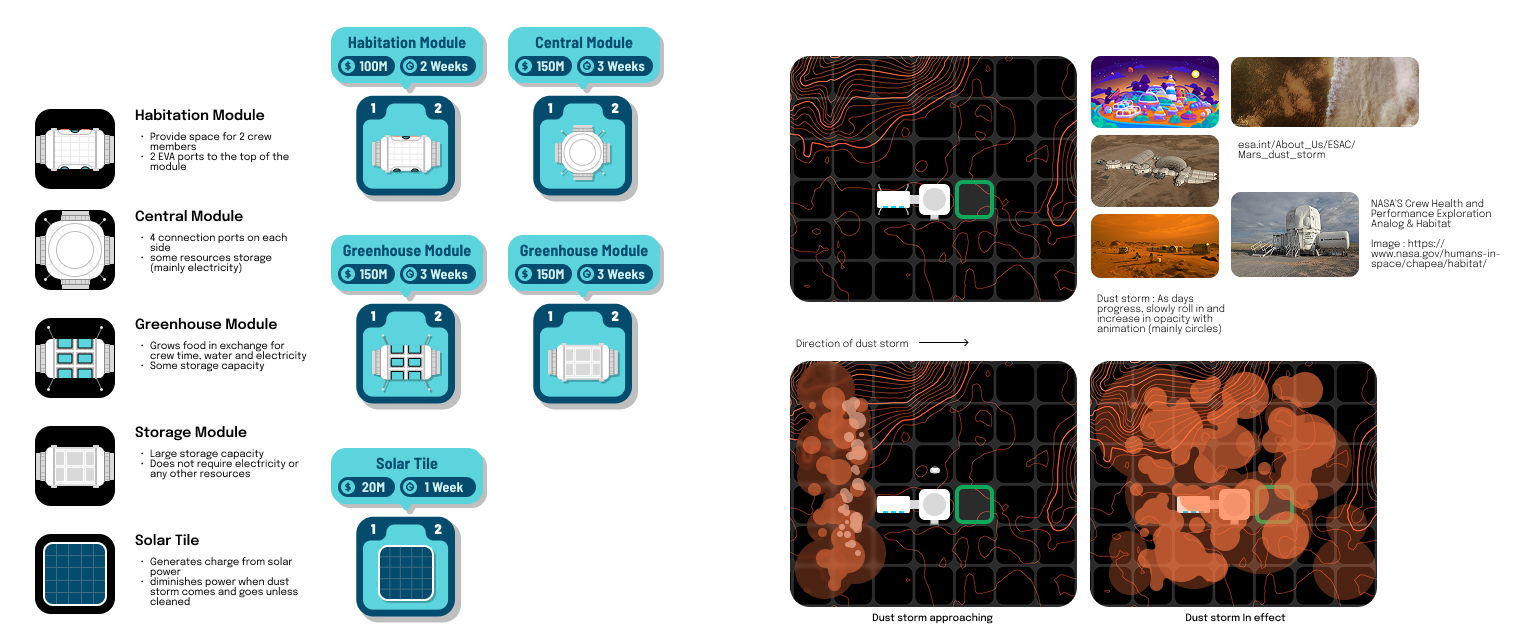 Habitation Module
• Provide space for 2 crew
members
• 2 EVA ports to the top of the
module
Central Module
• 4 connection ports on each
side
• some resources storage
(mainly electricity)
Greenhouse Module
• Grows food in exchange for
crew time, water and electricity
• Some storage capacity
Storage Module
• Large storage capacity
• Does not require electricity or
any other resources
Solar Tile
• Generates charge from solar
power
• diminishes power when dust
storm comes and goes unless
cleaned
Habitation Module
$ 100M 2 Weeks
1 2
Central Module
$ 150M 3 Weeks
1 2
Greenhouse Module
$ 150M 3 Weeks
1 2
Greenhouse Module
$ 150M 3 Weeks
1 2
Solar Tile
$ 20M 1 Week
1 2
esa.int/About_Us/ESAC/
Mars_dust_storm
NASA'S Crew Health and
Performance Exploration
Analog & Habitat
Image : https://
www.nasa.gov/humans-in-
space/chapea/habitat/
Dust storm : As days
progress, slowly roll in and
increase in opacity with
animation (mainly circles)
Direction of dust storm
Dust storm approaching
Dust storm In effect